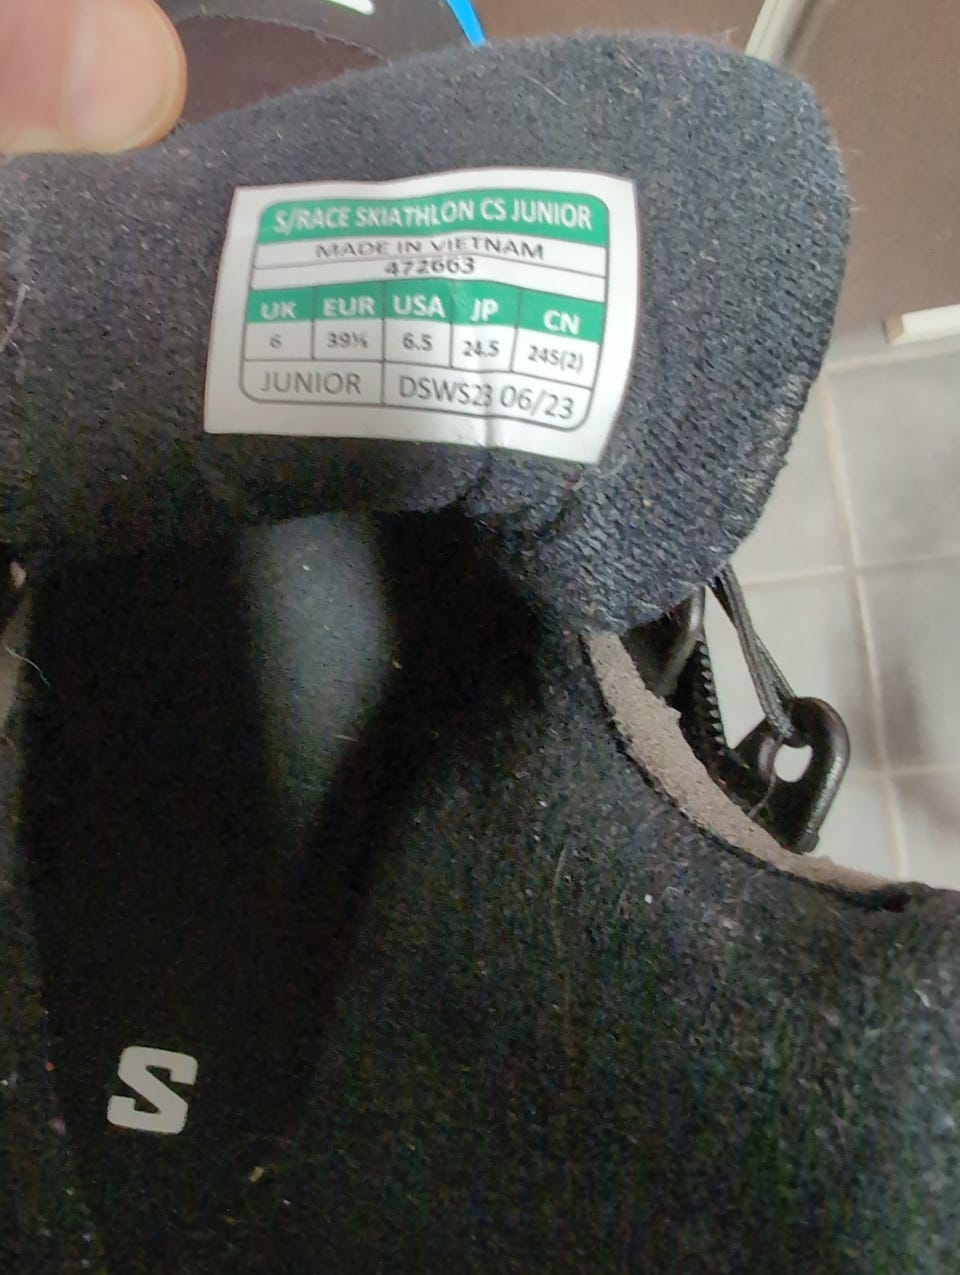 S/RACE SKIATHLON CS JUNIOR
MADE IN VIETNAM
472663
UK EUR USA JP CN
6 39⅓ 6.5 24.5 245(2)
JUNIOR DSWS23 06/23
S